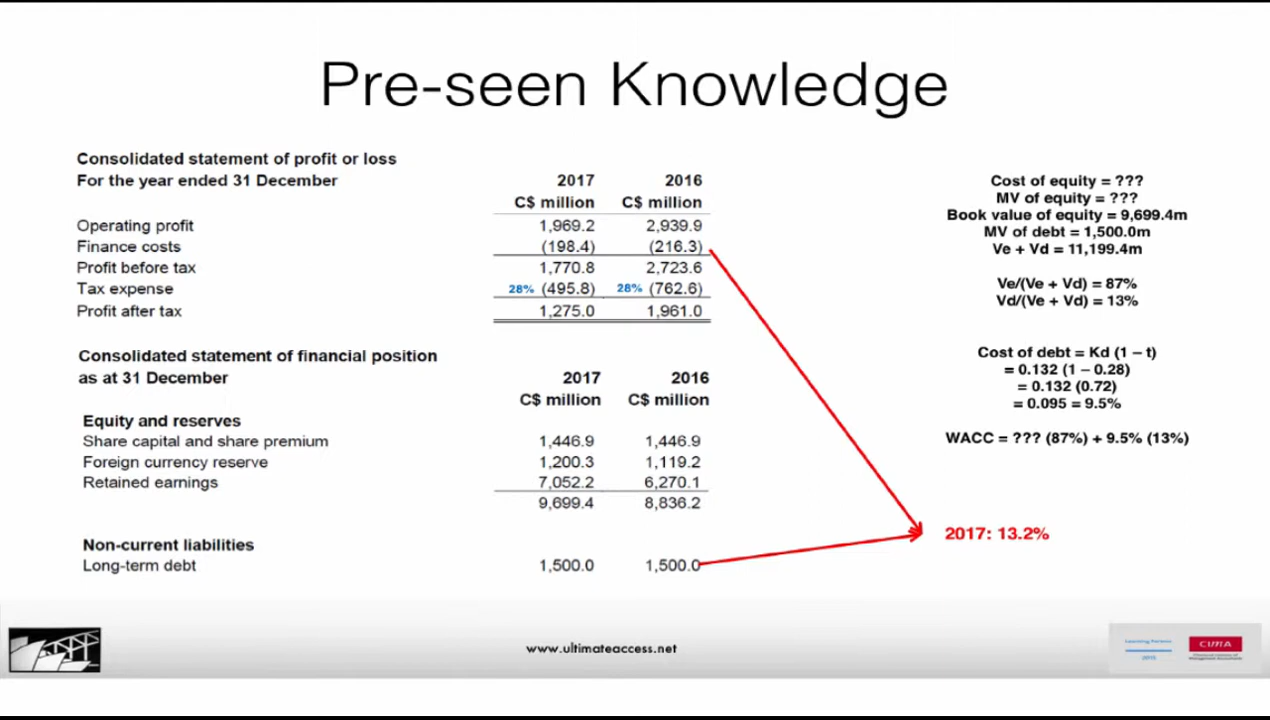 Pre-seen Knowledge
Consolidated statement of profit or loss
For the year ended 31 December 2017 2016
C$ million C$ million
Operating profit 1,969.2 2,939.9
Finance costs (198.4) (216.3)
Profit before tax 1,770.8 2,723.6
Tax expense 28% (495.8) 28% (762.6)
Profit after tax 1,275.0 1,961.0
Consolidated statement of financial position
as at 31 December 2017 2016
C$ million C$ million
Equity and reserves
Share capital and share premium 1,446.9 1,446.9
Foreign currency reserve 1,200.3 1,119.2
Retained earnings 7,052.2 6,270.1
9,699.4 8,836.2
Non-current liabilities
Long-term debt 1,500.0 1,500.0
Cost of equity = ???
MV of equity = ???
Book value of equity = 9,699.4m
MV of debt = 1,500.0m
Ve + Vd = 11,199.4m
Ve/(Ve + Vd) = 87%
Vd/(Ve + Vd) = 13%
Cost of debt = Kd (1 – t)
= 0.132 (1 – 0.28)
= 0.132 (0.72)
= 0.095 = 9.5%
WACC = ??? (87%) + 9.5% (13%)
2017: 13.2%
www.ultimateaccess.net
CIMA